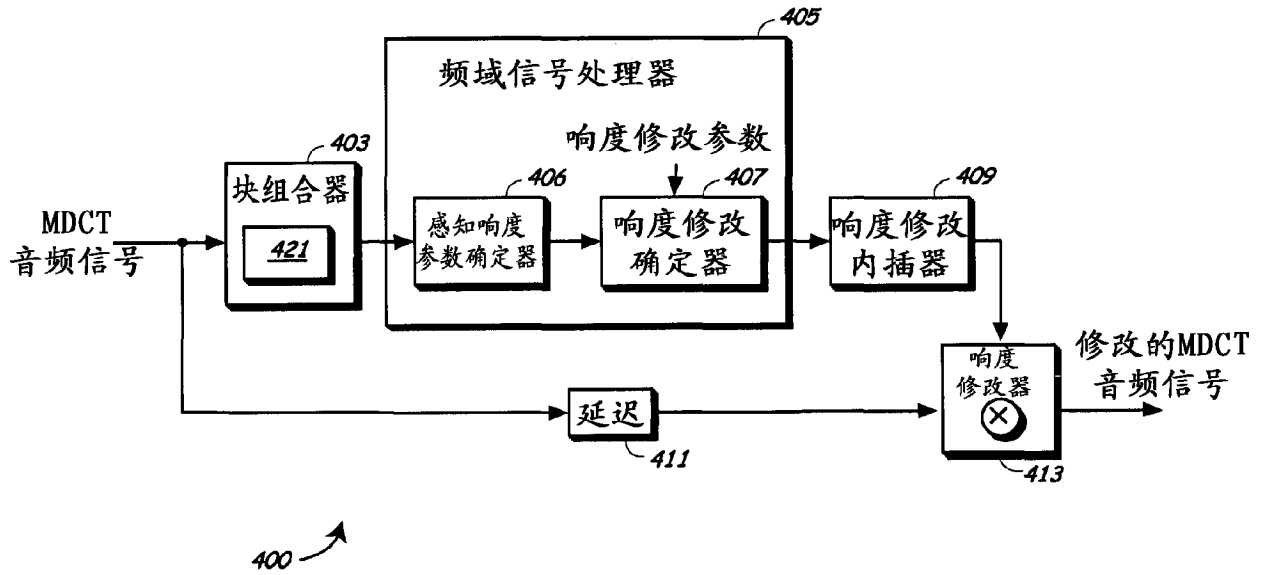 405
频域信号处理器
响度修改参数
403
块组合器
421
406
感知响度
参数确定器
407
响度修改
确定器
409
响度修改
内插器
MDCT
音频信号
延迟
411
响度
修改器
413
修改的MDCT
音频信号
400